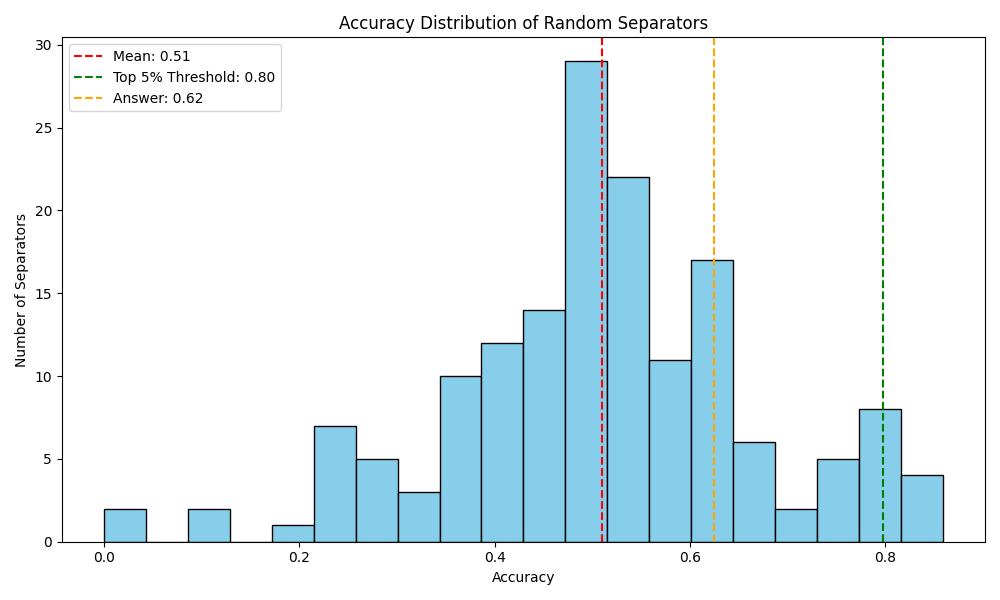 Accuracy Distribution of Random Separators
Mean: 0.51
Top 5% Threshold: 0.80
Answer: 0.62
Number of Separators
30
25
20
15
10
5
0
0.0 0.2 0.4 0.6 0.8
Accuracy